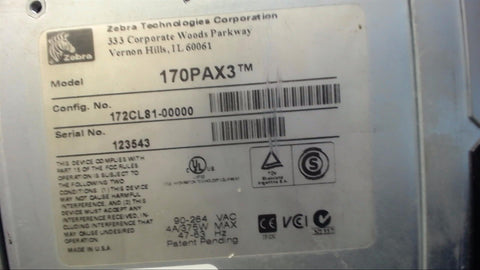 Zebra Technologies Corporation
333 Corporate Woods Parkway
Vernon Hills, IL 60061
Zebra
Model 170PAX3™
Config. No.
172CL81-00000
Serial No.
123543
THIS DEVICE COMPLIES WITH
PART 15 OF THE FCC RULES
OPERATION IS SUBJECT TO
THE FOLLOWING TWO
CONDITIONS: (1) THIS DEVICE
MAY NOT CAUSE HARMFUL
INTERFERENCE, AND (2) THIS
DEVICE MUST ACCEPT ANY
INTERFERENCE RECEIVED, IN
CLUDING INTERFERENCE THAT
MAY CAUSE UNDESIRED
OPERATION.
MADE IN U.S.A.
UL
S
90-264 VAC
4A/375W MAX
47-63 Hz
Patent Pending
CE VCI N